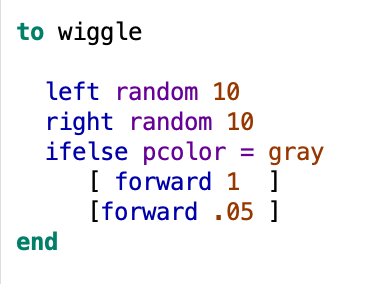 to wiggle
left random 10
right random 10
ifelse pcolor = gray
[ forward 1  ]
[forward .05 ]
end